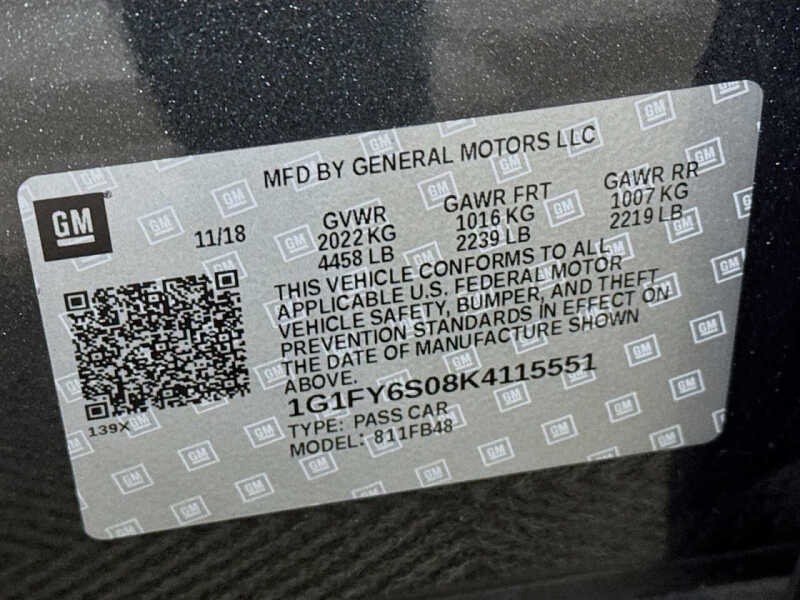 MFD BY GENERAL MOTORS LLC
GM
11/18
GVWR
2022 KG
4458 LB
GAWR FRT
1016 KG
2239 LB
GAWR RR
1007 KG
2219 LB
THIS VEHICLE CONFORMS TO ALL
APPLICABLE U.S. FEDERAL MOTOR
VEHICLE SAFETY, BUMPER, AND THEFT
PREVENTION STANDARDS IN EFFECT ON
THE DATE OF MANUFACTURE SHOWN
ABOVE.
1G1FY6S08K4115551
TYPE: PASS CAR
MODEL: 811FB48
139X